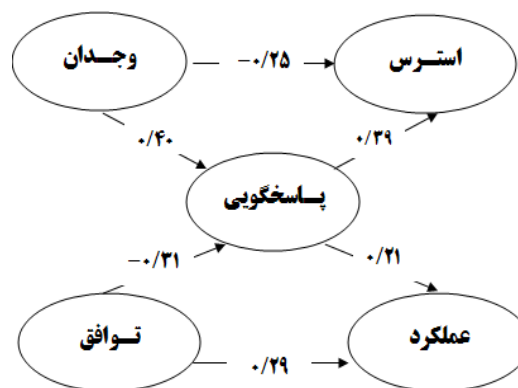 وجدان
−۰/۲۵
استرس
۰/۴۰
۰/۳۹
پاسخگویی
−۰/۳۱
۰/۲۱
توافق
۰/۲۹
عملکرد